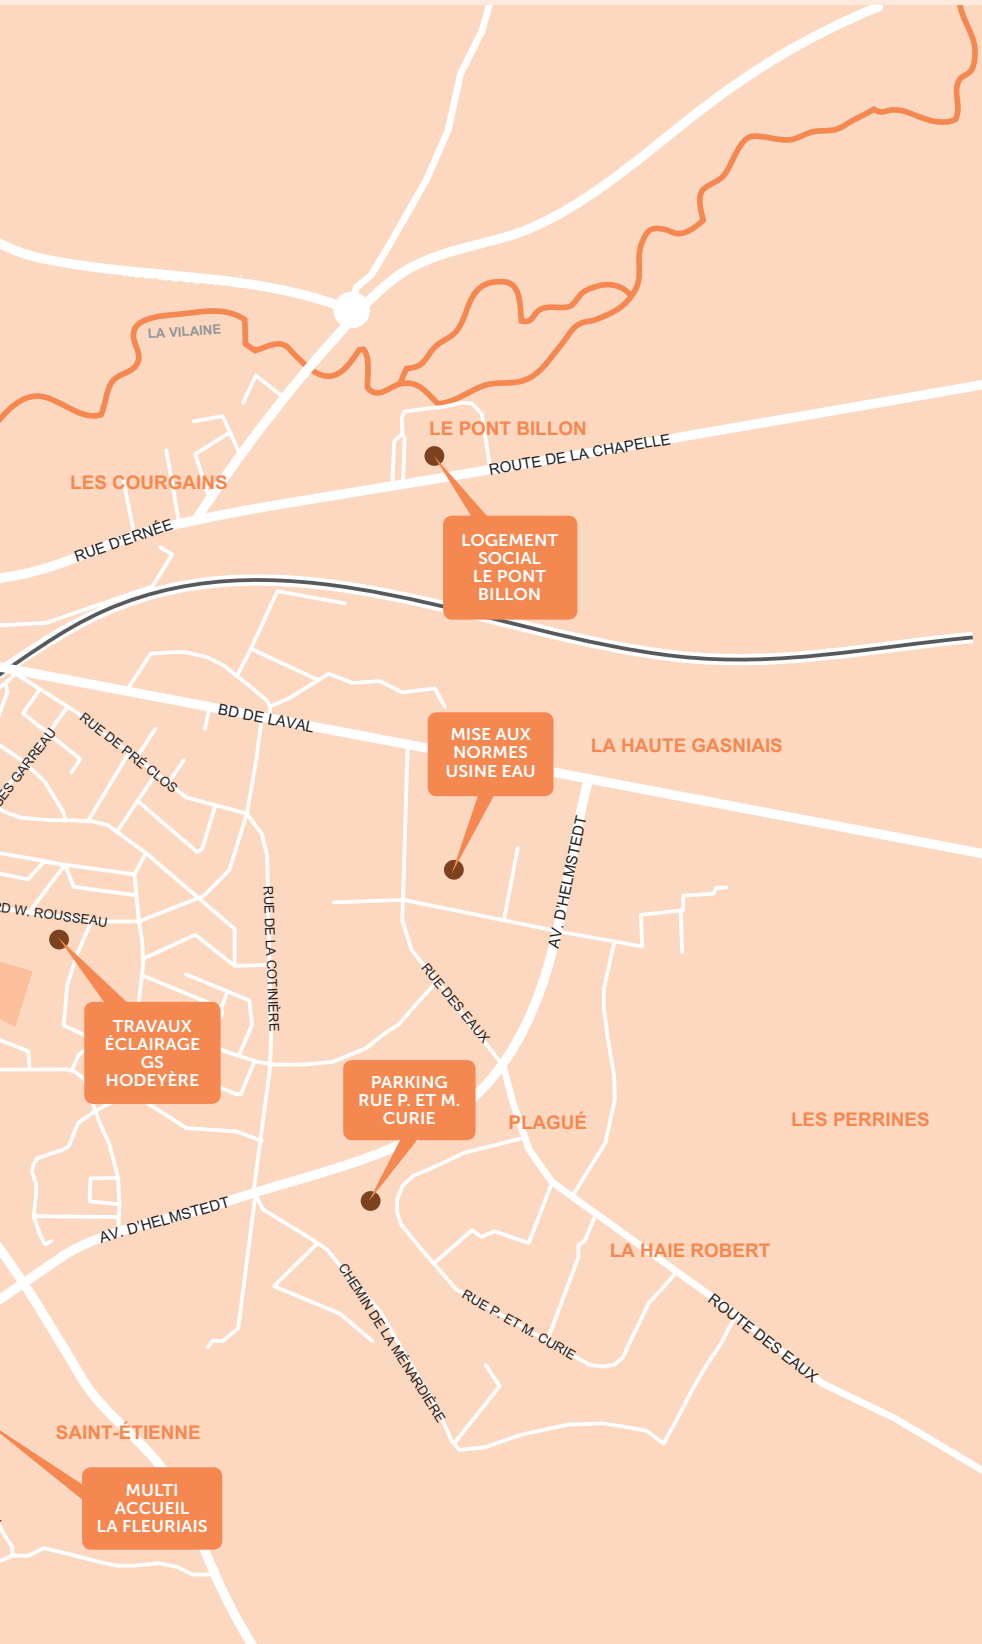 LA VILAINE
LE PONT BILLON
ROUTE DE LA CHAPELLE
LES COURGAINS
RUE D'ERNÉE
LOGEMENT
SOCIAL
LE PONT
BILLON
BD DE LAVAL
RUE DE PRÉ CLOS
GARREAU
MISE AUX
NORMES
USINE EAU
LA HAUTE GASNIAIS
AV. D'HELMSTEDT
W. ROUSSEAU
RUE DE LA COTINIÈRE
RUE DES EAUX
TRAVAUX
ÉCLAIRAGE
GS
HODEYÈRE
PARKING
RUE P. ET M.
CURIE
PLAGUÉ
LES PERRINES
AV. D'HELMSTEDT
LA HAIE ROBERT
CHEMIN DE LA MÉNARDIÈRE
RUE P. ET M. CURIE
ROUTE DES EAUX
SAINT-ÉTIENNE
MULTI
ACCUEIL
LA FLEURIAIS